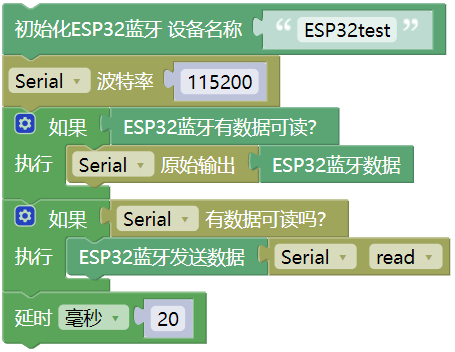 初始化ESP32蓝牙 设备名称 “ ESP32test ”
Serial 波特率 115200
如果 ESP32蓝牙有数据可读?
执行 Serial 原始输出 ESP32蓝牙数据
如果 Serial 有数据可读吗?
执行 ESP32蓝牙发送数据 Serial read
延时 毫秒 20